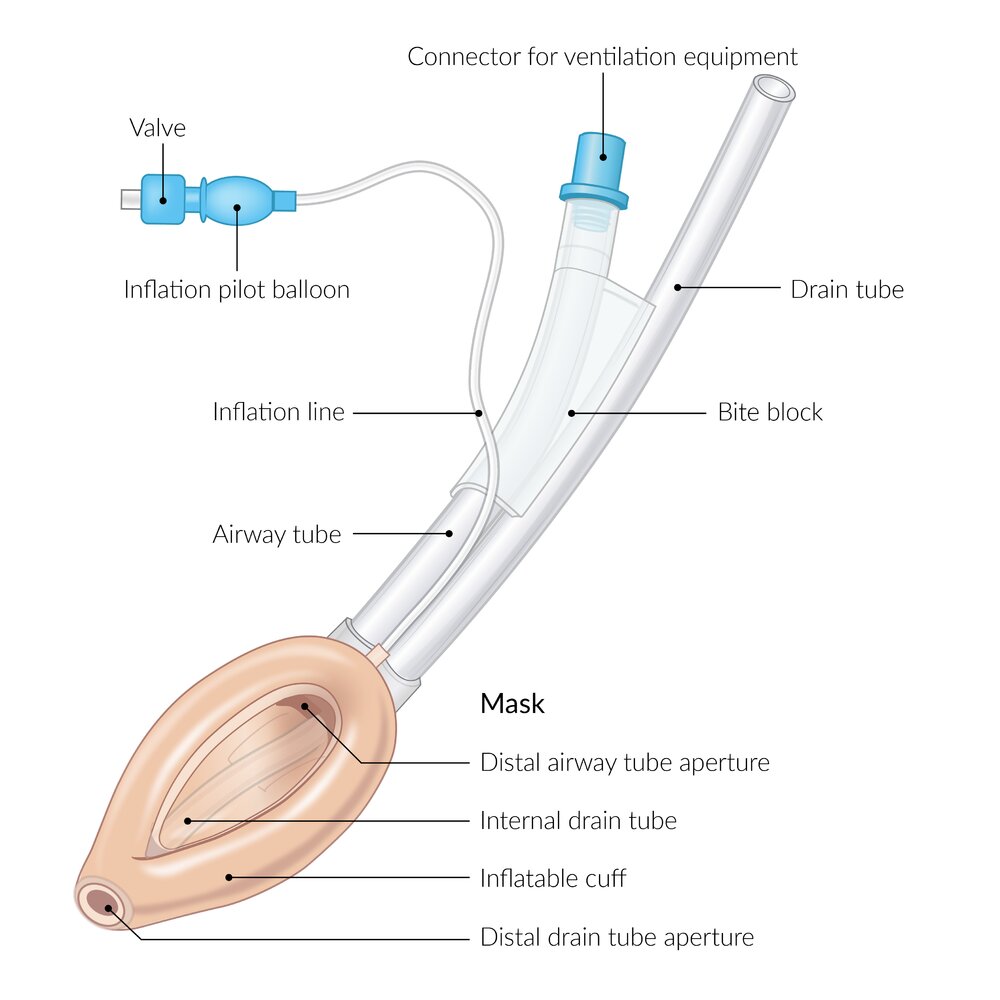 Connector for ventilation equipment
Valve
Inflation pilot balloon
Drain tube
Inflation line
Bite block
Airway tube
Mask
Distal airway tube aperture
Internal drain tube
Inflatable cuff
Distal drain tube aperture